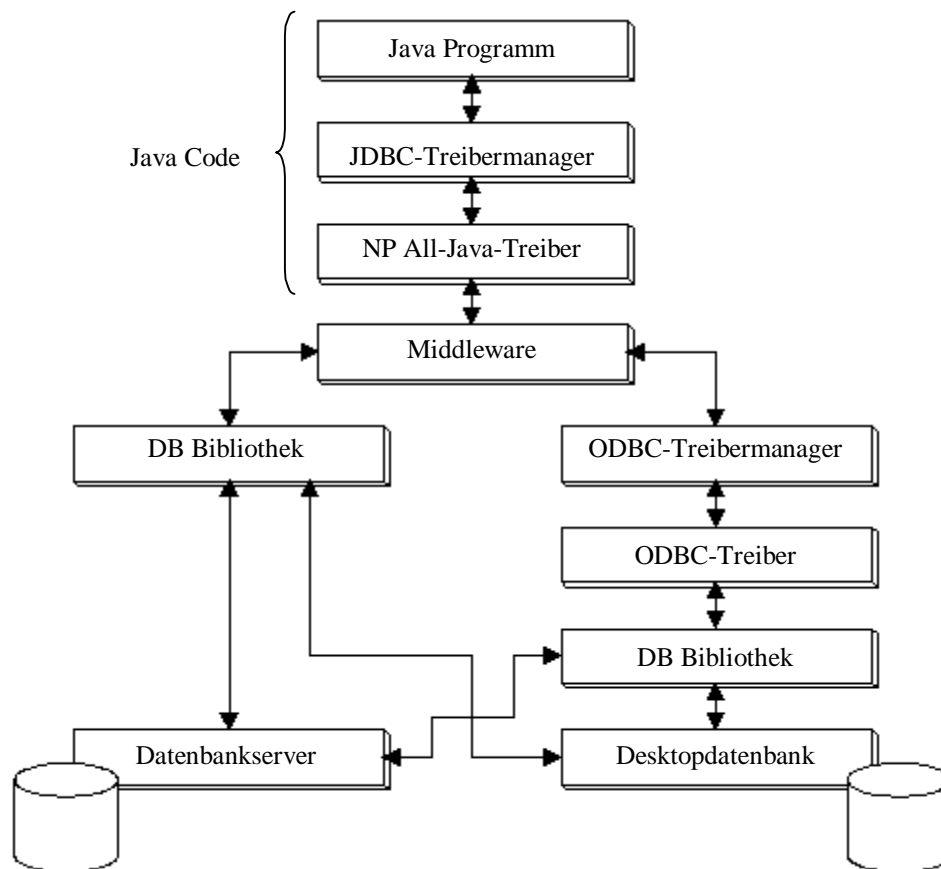 Java Programm
Java Code
JDBC-Treibermanager
NP All-Java-Treiber
Middleware
DB Bibliothek
ODBC-Treibermanager
ODBC-Treiber
DB Bibliothek
Datenbankserver
Desktopdatenbank